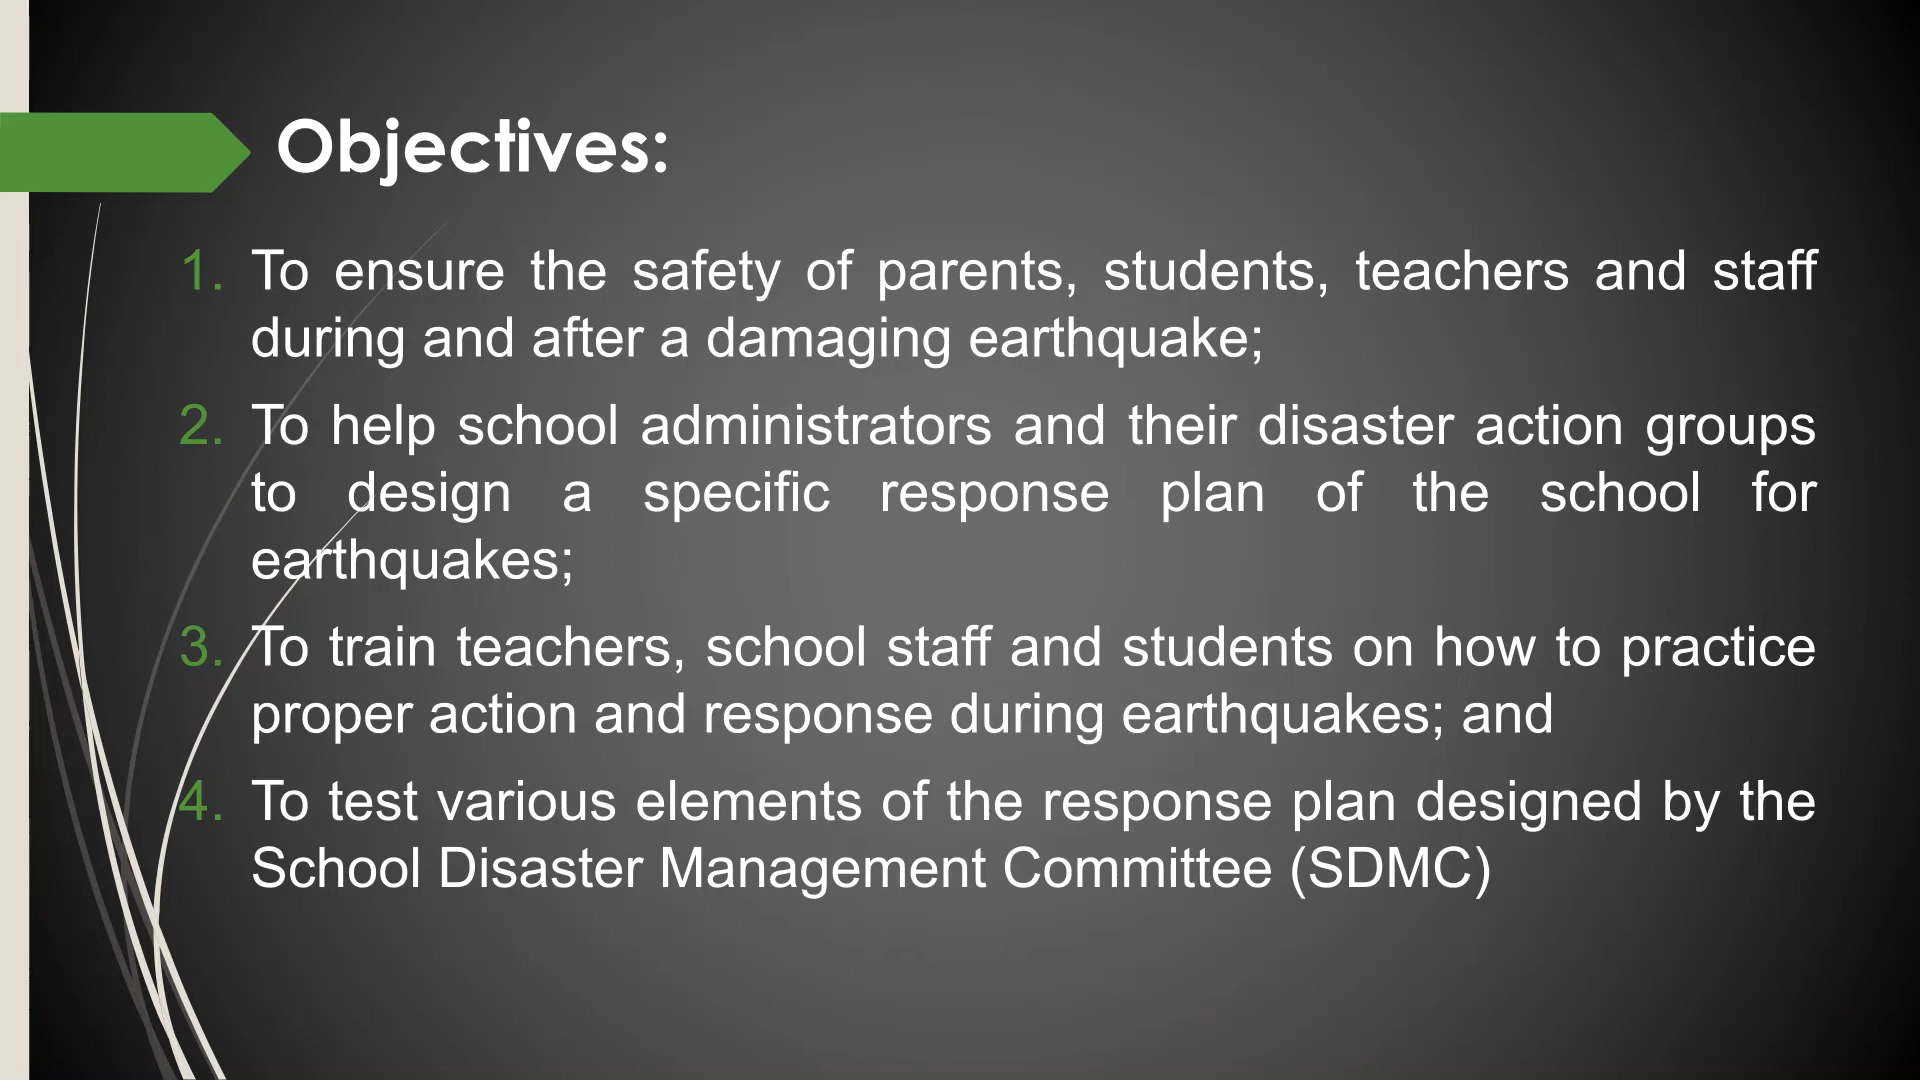 Objectives:
1. To ensure the safety of parents, students, teachers and staff
during and after a damaging earthquake;
2. To help school administrators and their disaster action groups
to design a specific response plan of the school for
earthquakes;
3. To train teachers, school staff and students on how to practice
proper action and response during earthquakes; and
4. To test various elements of the response plan designed by the
School Disaster Management Committee (SDMC)